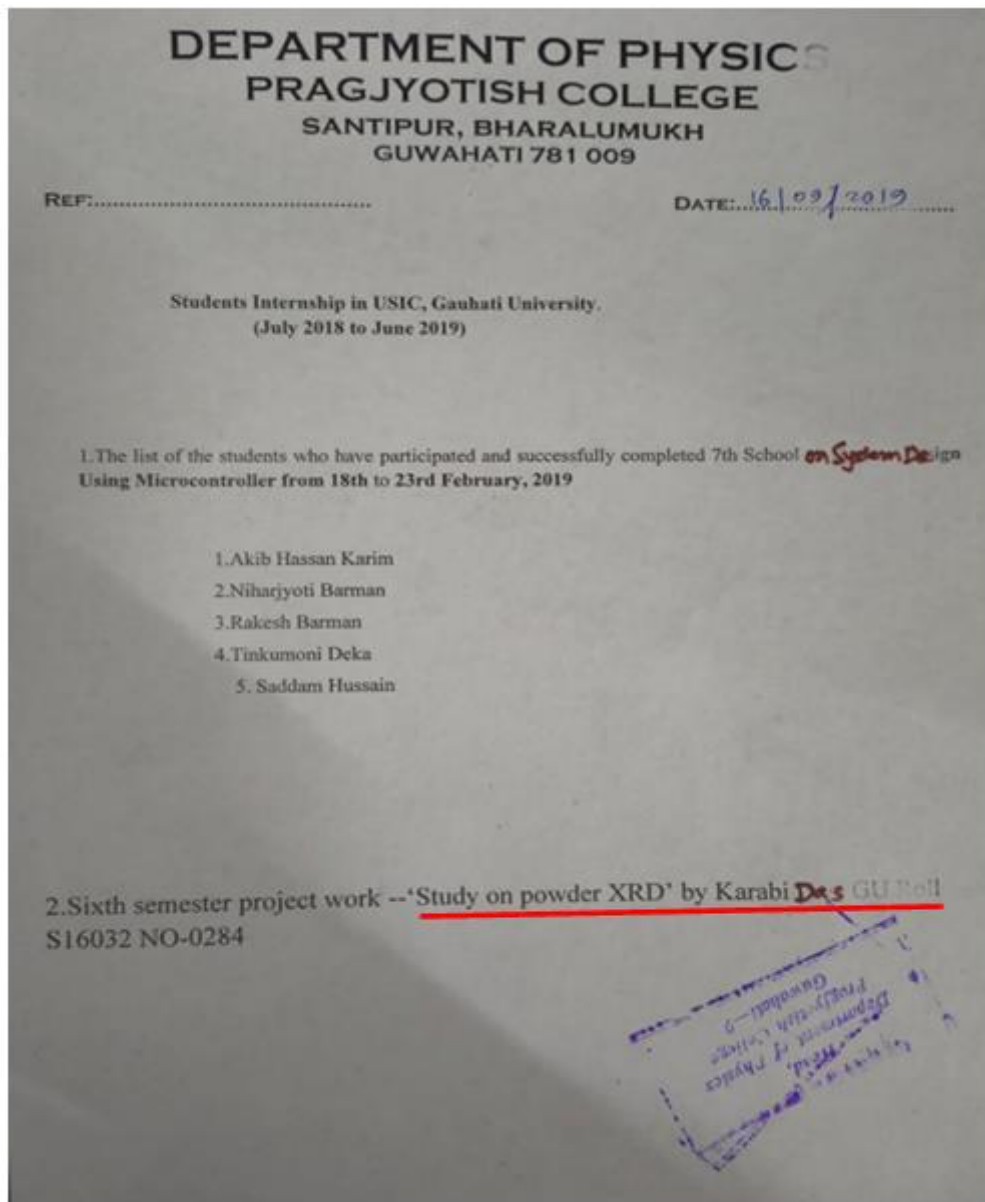 DEPARTMENT OF PHYSICS
PRAGJYOTISH COLLEGE
SANTIPUR, BHARALUMUKH
GUWAHATI 781 009
REF:............................................
DATE:...16/09/2019......
Students Internship in USIC, Gauhati University.
(July 2018 to June 2019)
1.The list of the students who have participated and successfully completed 7th School on System Design
Using Microcontroller from 18th to 23rd February, 2019
1.Akib Hassan Karim
2.Niharjyoti Barman
3.Rakesh Barman
4.Tinkumoni Deka
5. Saddam Hussain
2.Sixth semester project work --‘Study on powder XRD’ by Karabi Das GU Roll
S16032 NO-0284
Head,
Department of Physics
Pragjyotish College
Guwahati-9